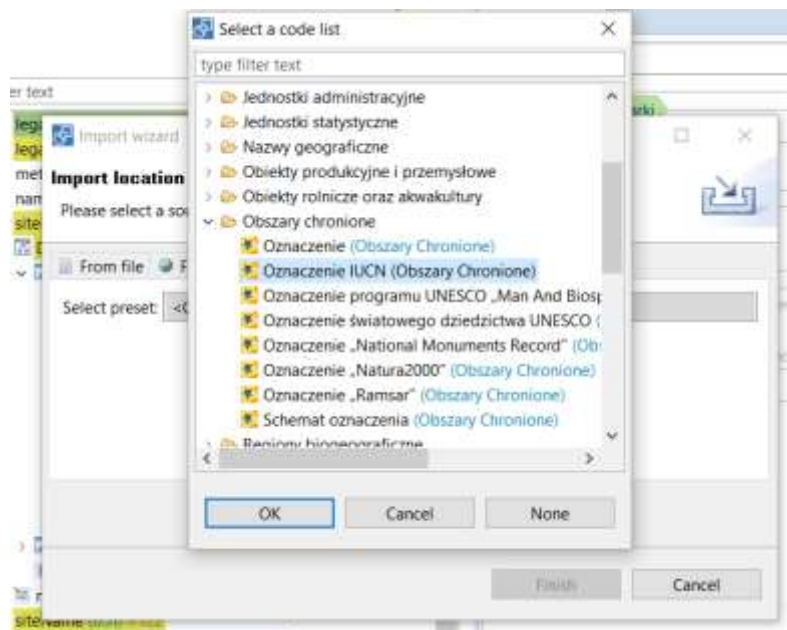 Select a code list
type filter text
er text
Jednostki administracyjne
Jednostki statystyczne
Nazwy geograficzne
Obiekty produkcyjne i przemysłowe
Obiekty rolnicze oraz akwakultury
Obszary chronione
Oznaczenie (Obszary Chronione)
Oznaczenie IUCN (Obszary Chronione)
Oznaczenie programu UNESCO „Man And Biosp
Oznaczenie światowego dziedzictwa UNESCO (
Oznaczenie „National Monuments Record” (Obs
Oznaczenie „Natura2000” (Obszary Chronione)
Oznaczenie „Ramsar” (Obszary Chronione)
Schemat oznaczenia (Obszary Chronione)
Regiony biogeograficzne
OK Cancel None
Import wizard
Import location
Please select a sou
From file
Select preset:
Finish Cancel
lega
lega
met
nam
site
siteName